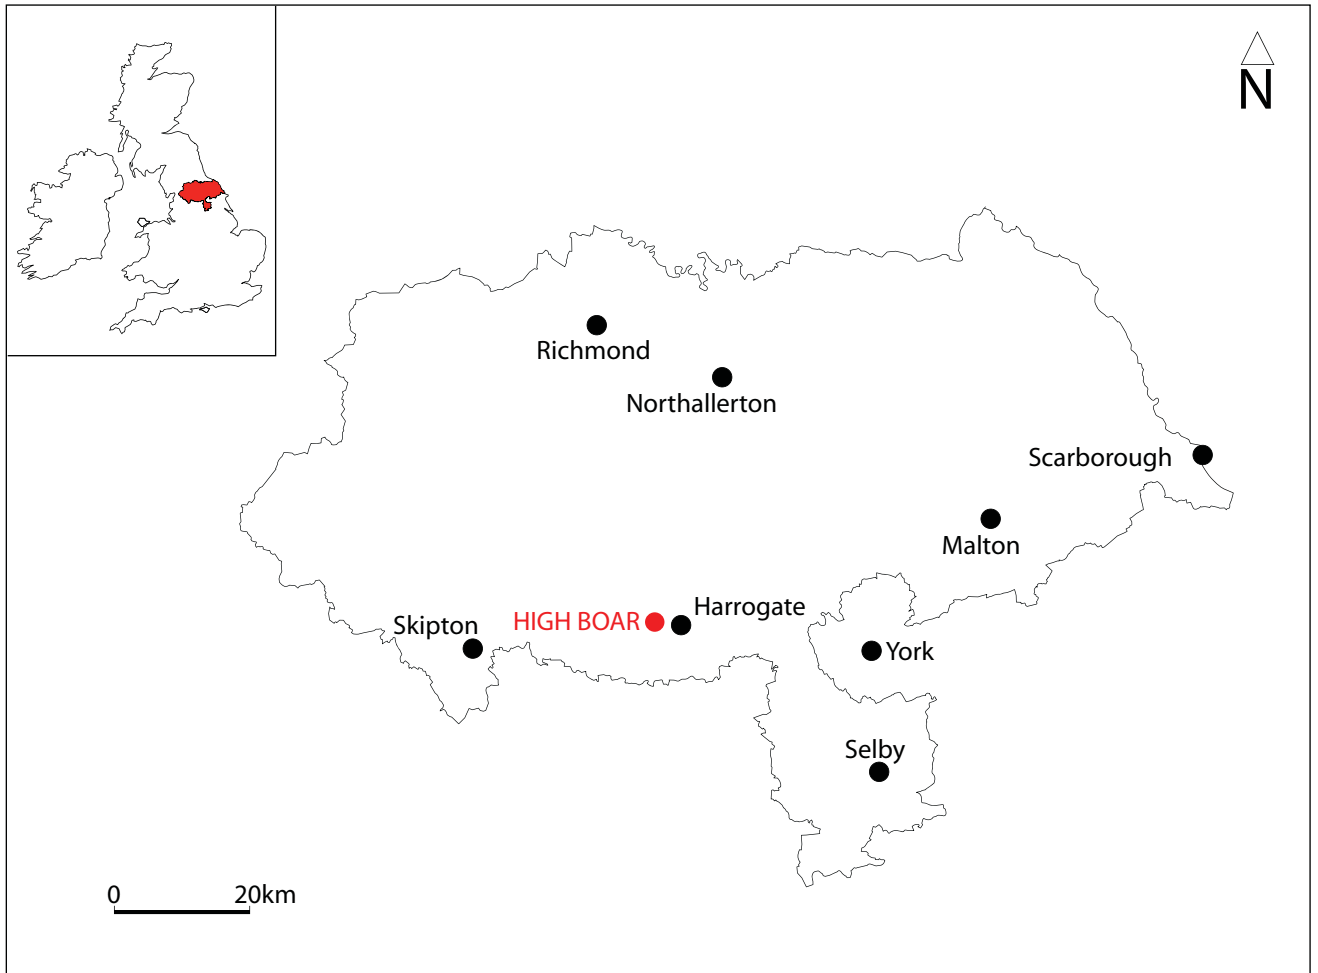 N
Richmond
Northallerton
Scarborough
Malton
Harrogate
HIGH BOAR
Skipton
York
Selby
0 20km